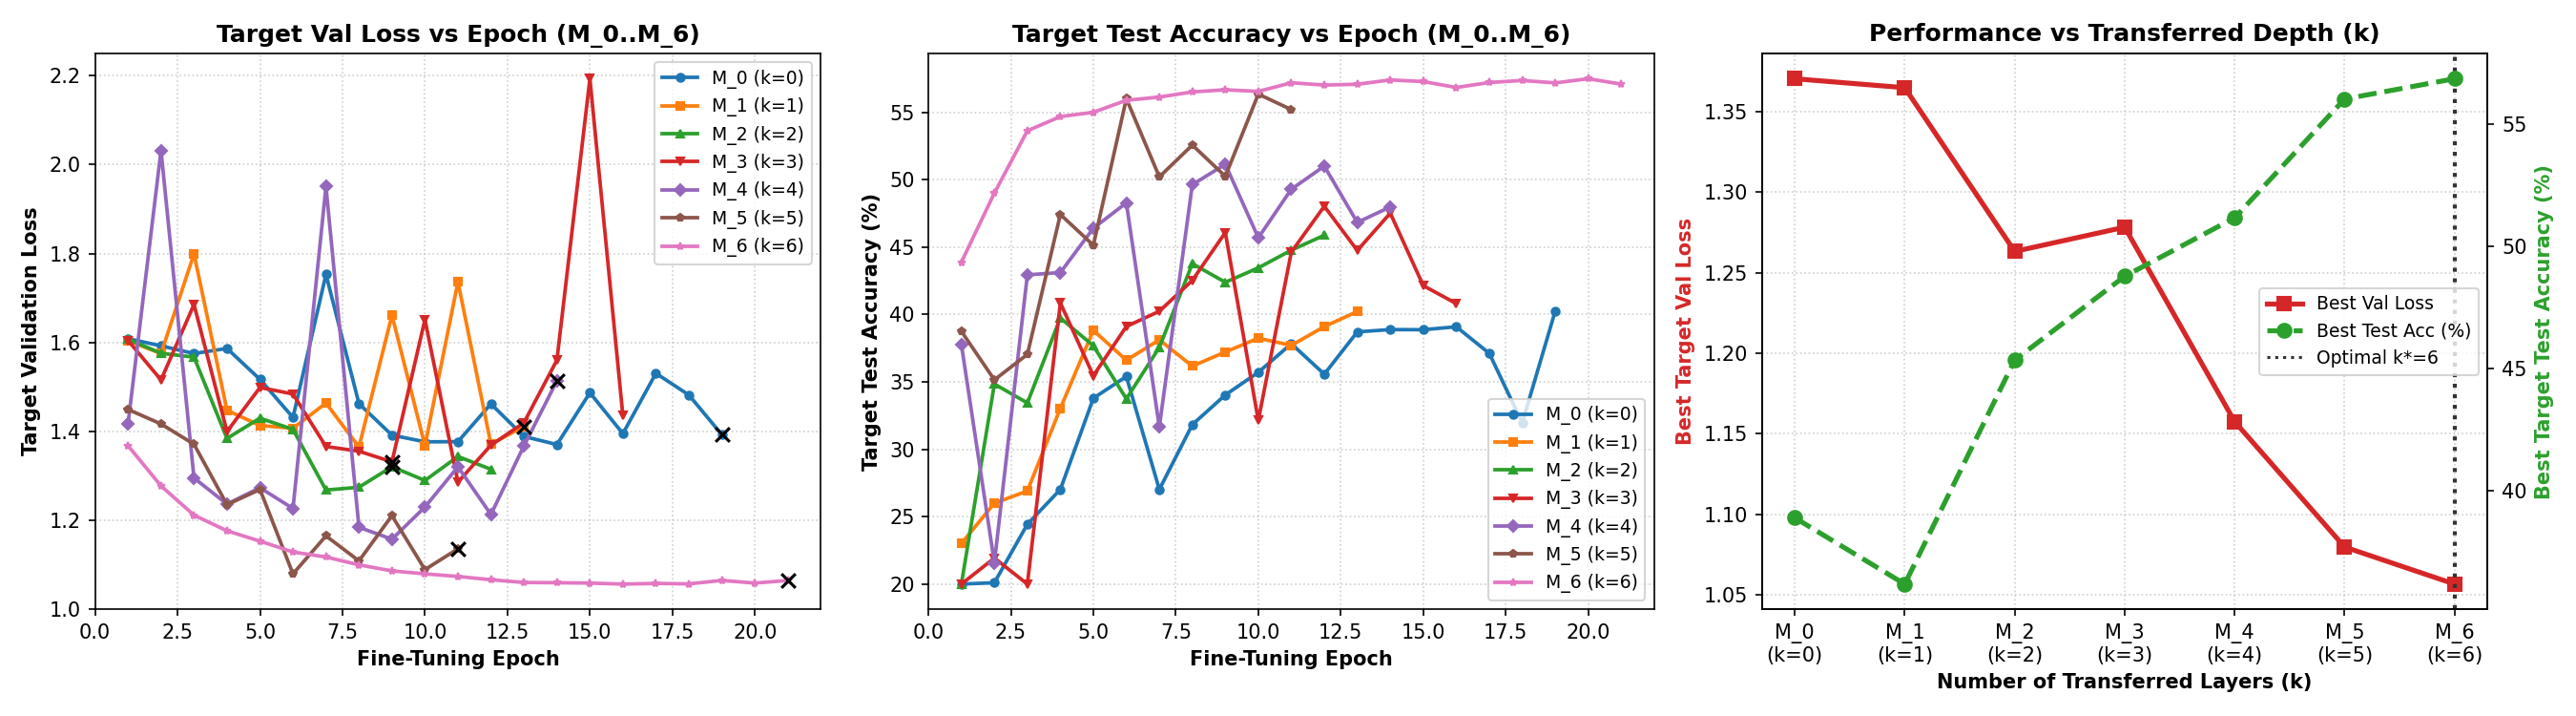 Target Val Loss vs Epoch (M_0..M_6)
Target Validation Loss
2.2
2.0
1.8
1.6
1.4
1.2
1.0
M_0 (k=0)
M_1 (k=1)
M_2 (k=2)
M_3 (k=3)
M_4 (k=4)
M_5 (k=5)
M_6 (k=6)
0.0 2.5 5.0 7.5 10.0 12.5 15.0 17.5 20.0
Fine-Tuning Epoch
Target Test Accuracy vs Epoch (M_0..M_6)
Target Test Accuracy (%)
55
50
45
40
35
30
25
20
M_0 (k=0)
M_1 (k=1)
M_2 (k=2)
M_3 (k=3)
M_4 (k=4)
M_5 (k=5)
M_6 (k=6)
0.0 2.5 5.0 7.5 10.0 12.5 15.0 17.5 20.0
Fine-Tuning Epoch
Performance vs Transferred Depth (k)
Best Target Val Loss
1.35
1.30
1.25
1.20
1.15
1.10
1.05
Best Val Loss
Best Test Acc (%)
Optimal k*=6
55
50
45
40
Best Target Test Accuracy (%)
M_0 M_1 M_2 M_3 M_4 M_5 M_6
(k=0) (k=1) (k=2) (k=3) (k=4) (k=5) (k=6)
Number of Transferred Layers (k)